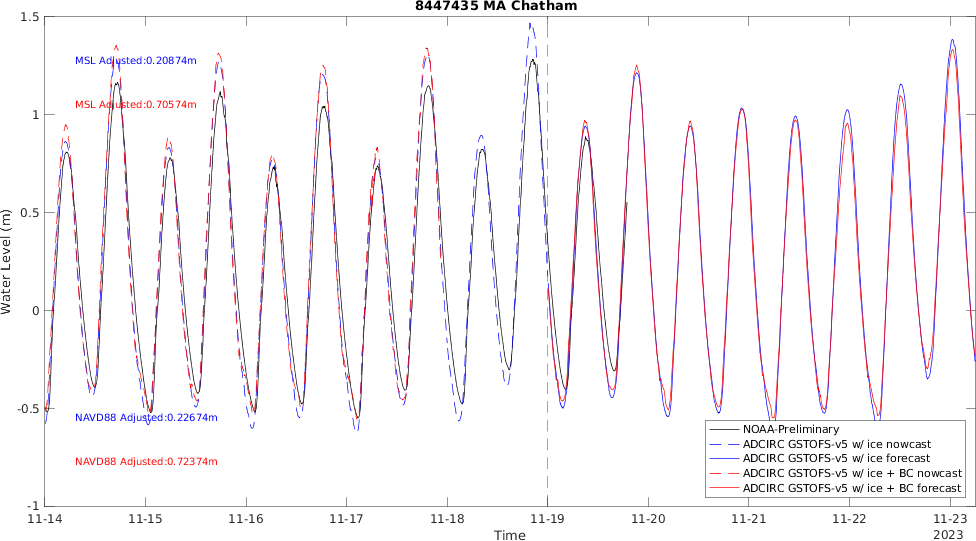 8447435 MA Chatham
1.5
1
0.5
0
-0.5
-1
Water Level (m)
MSL Adjusted:0.20874m
MSL Adjusted:0.70574m
NAVD88 Adjusted:0.22674m
NAVD88 Adjusted:0.72374m
NOAA-Preliminary
ADCIRC GSTOFS-v5 w/ ice nowcast
ADCIRC GSTOFS-v5 w/ ice forecast
ADCIRC GSTOFS-v5 w/ ice + BC nowcast
ADCIRC GSTOFS-v5 w/ ice + BC forecast
11-14 11-15 11-16 11-17 11-18 11-19 11-20 11-21 11-22 11-23
2023
Time